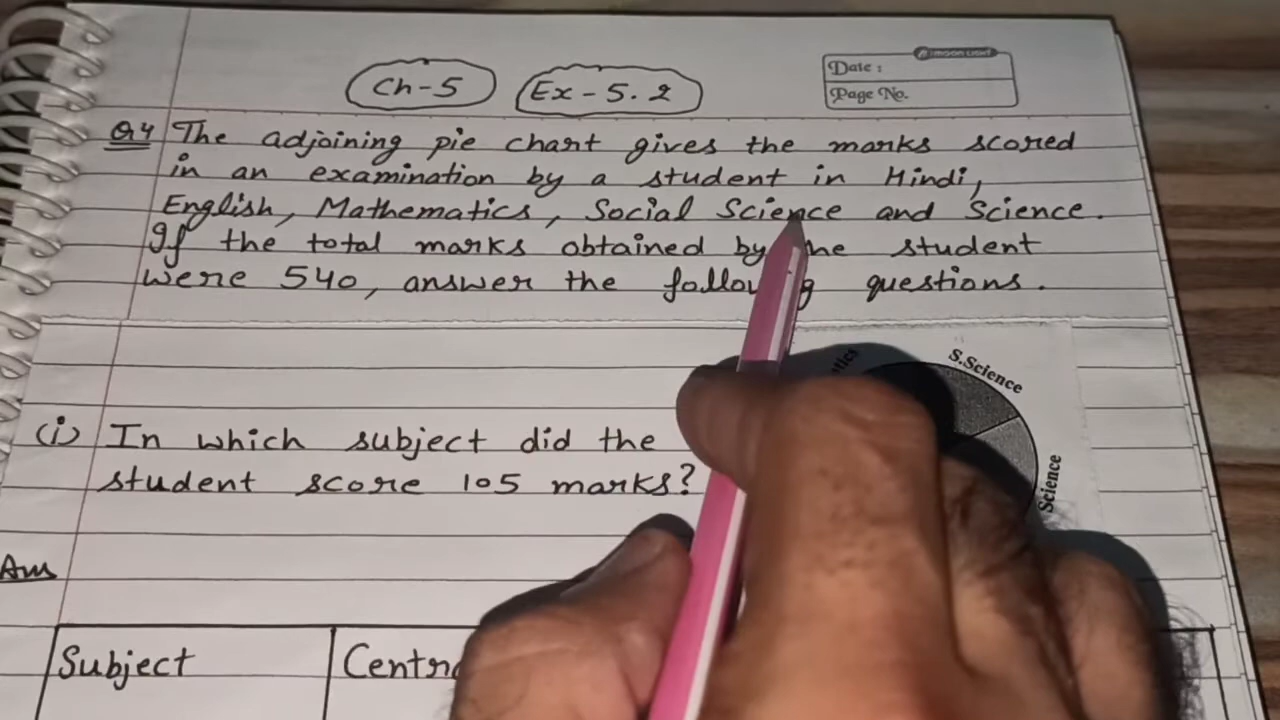 Ch-5 Ex-5.2
Date :
Page No.
Q4 The adjoining pie chart gives the marks scored
in an examination by a student in Hindi,
English, Mathematics, Social Science and Science.
If the total marks obtained by the student
were 540, answer the following questions.
S.Science
Science
(i) In which subject did the
student score 105 marks?
Ans
Subject